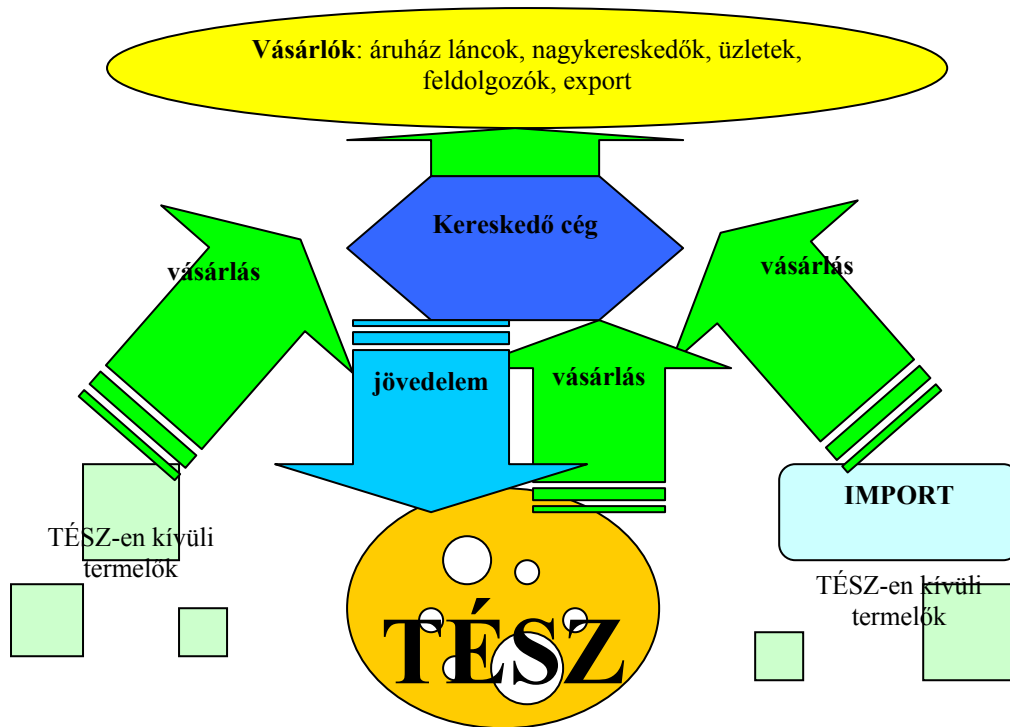 Vásárlók: áruház láncok, nagykereskedők, üzletek,
feldolgozók, export
Kereskedő cég
vásárlás
vásárlás
jövedelem
vásárlás
IMPORT
TÉSZ-en kívüli
termelők
TÉSZ-en kívüli
termelők
TÉSZ